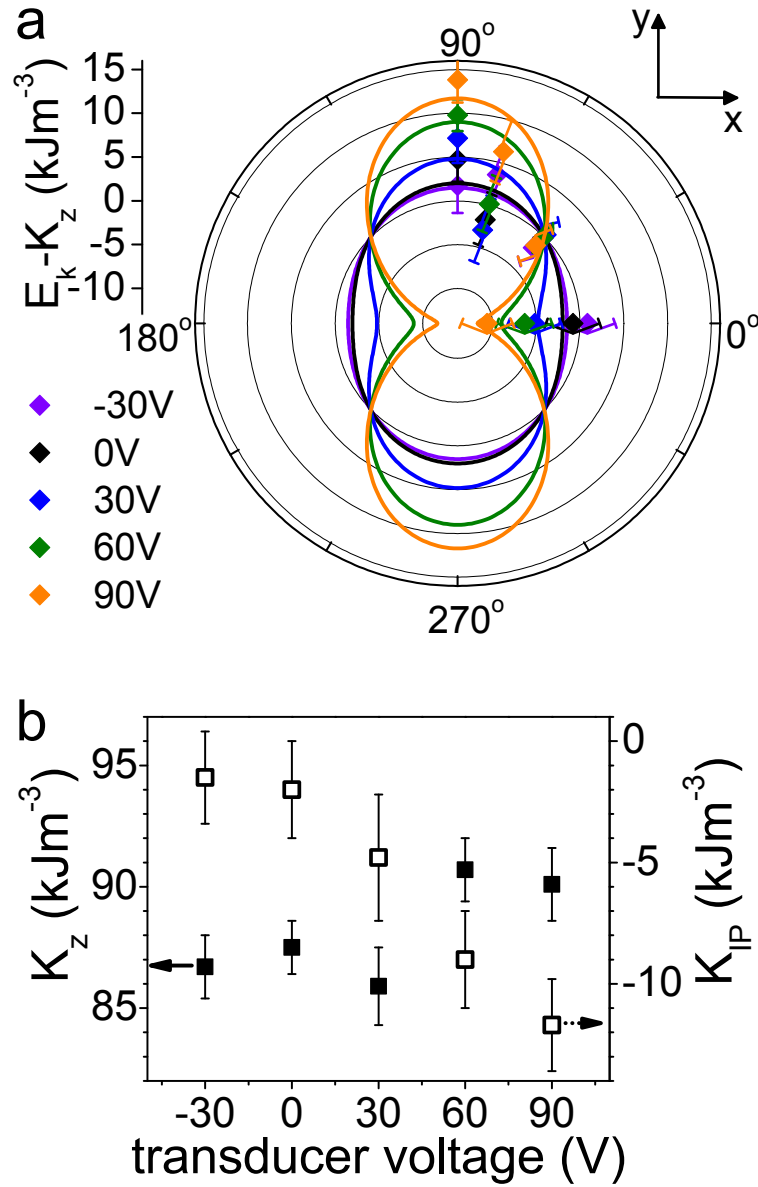 a
E_k-K_z (kJm⁻³)
15
10
5
0
-5
-10
90°
180°
0°
270°
y
x
-30V
0V
30V
60V
90V
b
K_z (kJm⁻³)
95
90
85
0
-5
-10
K_IP (kJm⁻³)
-30 0 30 60 90
transducer voltage (V)